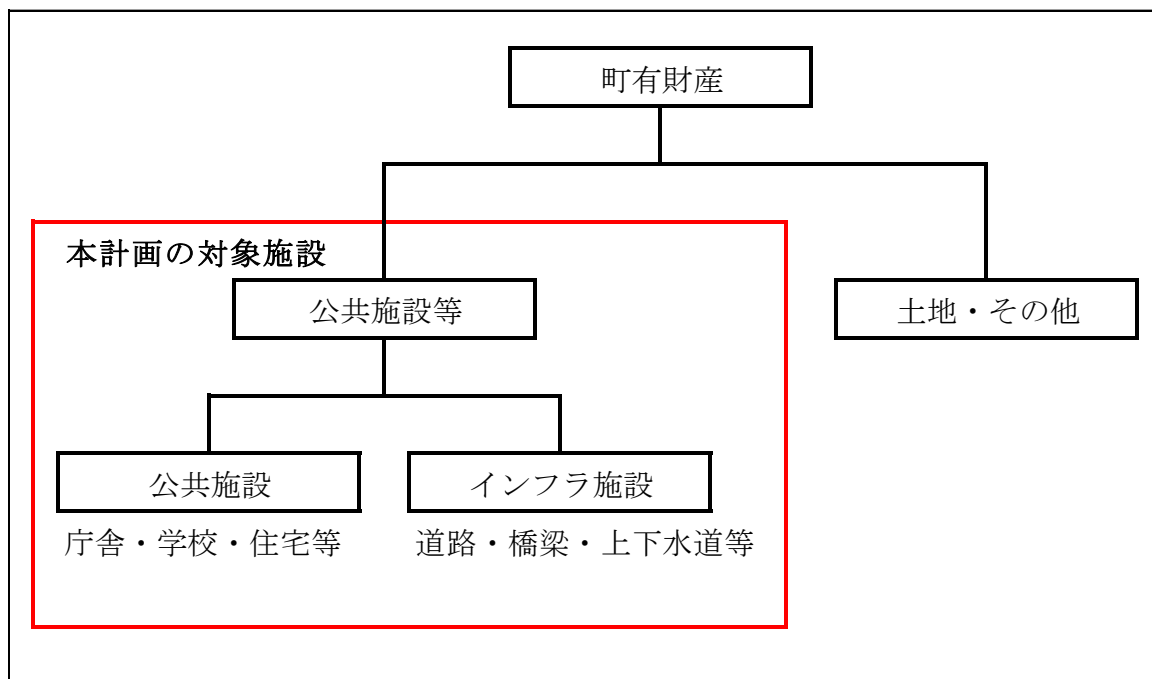 町有財産
本計画の対象施設
公共施設等
土地・その他
公共施設
インフラ施設
庁舎・学校・住宅等
道路・橋梁・上下水道等